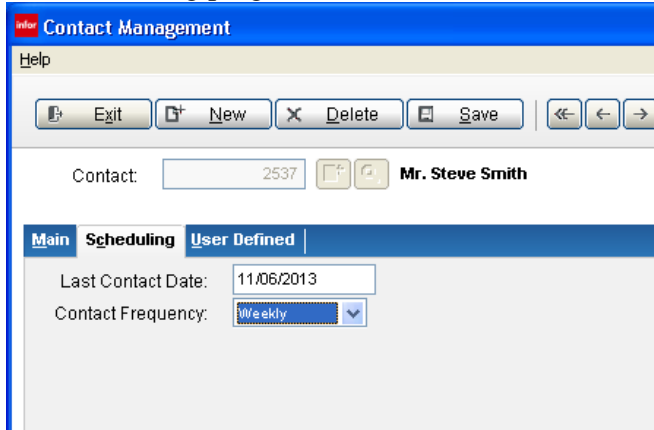 infor Contact Management
Help
Exit New Delete Save
Contact: 2537 Mr. Steve Smith
Main Scheduling User Defined
Last Contact Date: 11/06/2013
Contact Frequency: Weekly